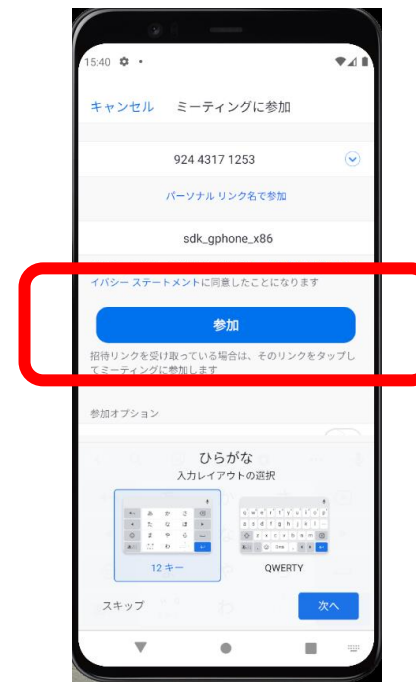 15:40
キャンセル ミーティングに参加
924 4317 1253
パーソナル リンク名で参加
sdk_gphone_x86
イバシー ステートメントに同意したことになります
参加
招待リンクを受け取っている場合は、そのリンクをタップし
てミーティングに参加します
参加オプション
ひらがな
入力レイアウトの選択
12 キー QWERTY
スキップ 次へ